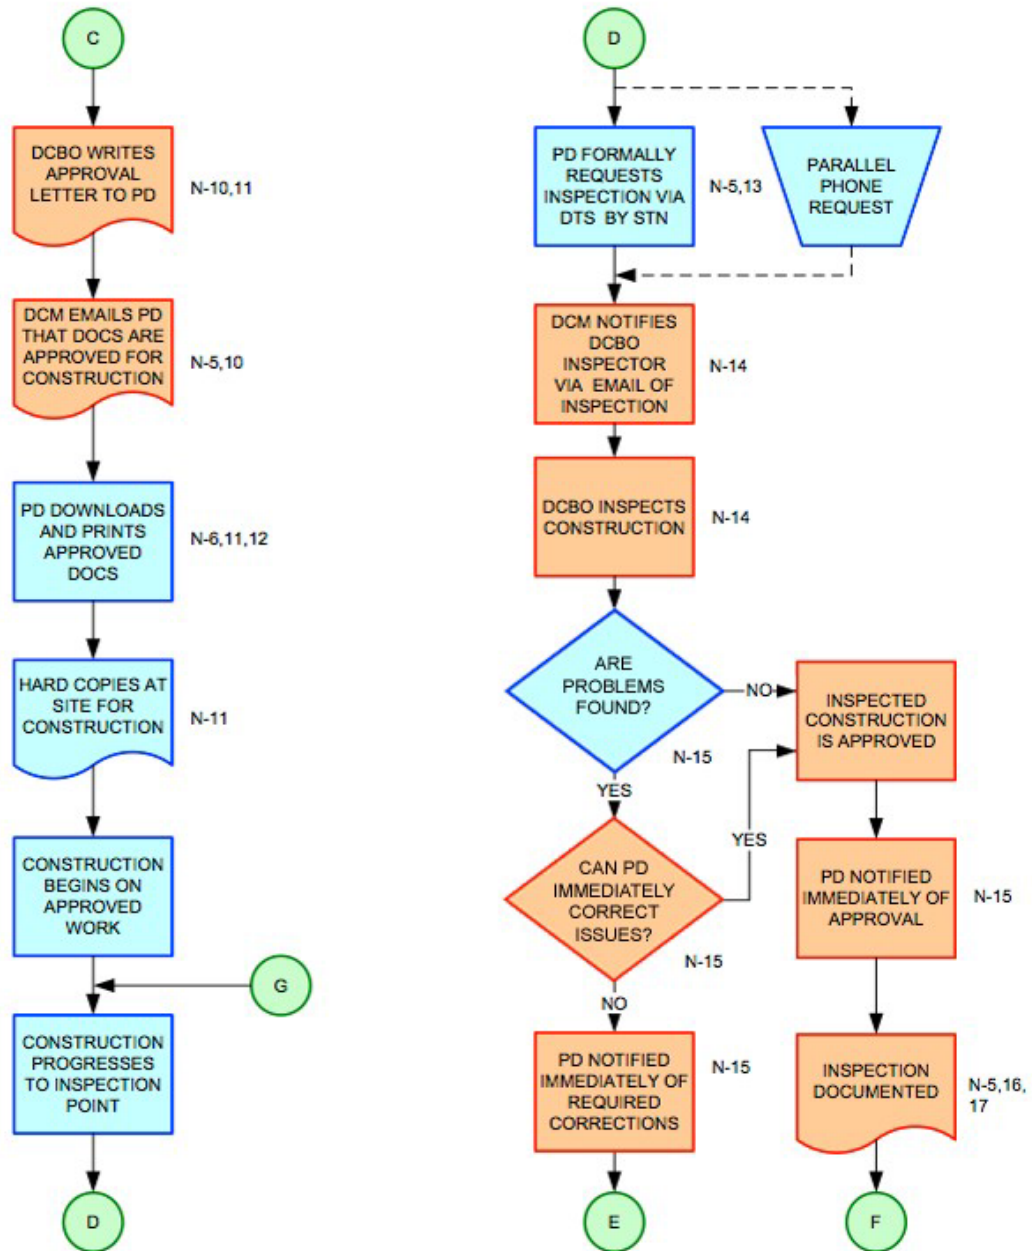 C
DCBO WRITES
APPROVAL
LETTER TO PD
N-10,11
DCM EMAILS PD
THAT DOCS ARE
APPROVED FOR
CONSTRUCTION
N-5,10
PD DOWNLOADS
AND PRINTS
APPROVED
DOCS
N-6,11,12
HARD COPIES AT
SITE FOR
CONSTRUCTION
N-11
CONSTRUCTION
BEGINS ON
APPROVED
WORK
G
CONSTRUCTION
PROGRESSES
TO INSPECTION
POINT
D
D
PD FORMALLY
REQUESTS
INSPECTION VIA
DTS BY STN
N-5,13
PARALLEL
PHONE
REQUEST
DCM NOTIFIES
DCBO
INSPECTOR
VIA EMAIL OF
INSPECTION
N-14
DCBO INSPECTS
CONSTRUCTION
N-14
ARE
PROBLEMS
FOUND?
NO
N-15
YES
CAN PD
IMMEDIATELY
CORRECT
ISSUES?
YES
N-15
NO
PD NOTIFIED
IMMEDIATELY OF
REQUIRED
CORRECTIONS
N-15
E
INSPECTED
CONSTRUCTION
IS APPROVED
PD NOTIFIED
IMMEDIATELY OF
APPROVAL
N-15
INSPECTION
DOCUMENTED
N-5,16,
17
F